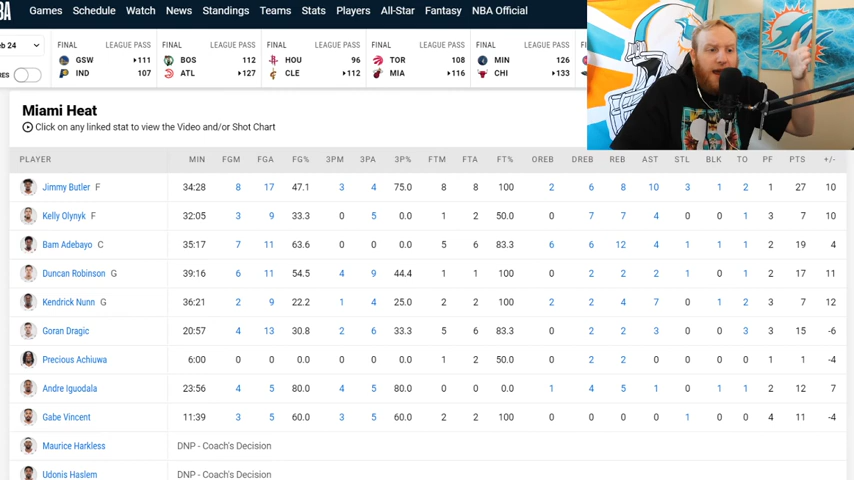 BA Games Schedule Watch News Standings Teams Stats Players All-Star Fantasy NBA Official
eb 24 FINAL LEAGUE PASS FINAL LEAGUE PASS FINAL LEAGUE PASS FINAL LEAGUE PASS FINAL LEAGUE PASS FINAL
GSW 111 BOS 112 HOU 96 TOR 108 MIN 126
RES IND 107 ATL 127 CLE 112 MIA 116 CHI 133
Miami Heat
Click on any linked stat to view the Video and/or Shot Chart
PLAYER MIN FGM FGA FG% 3PM 3PA 3P% FTM FTA FT% OREB DREB REB AST STL BLK TO PF PTS +/-
Jimmy Butler F 34:28 8 17 47.1 3 4 75.0 8 8 100 2 6 8 10 3 1 2 1 27 10
Kelly Olynyk F 32:05 3 9 33.3 0 5 0.0 1 2 50.0 0 7 7 4 0 0 1 3 7 10
Bam Adebayo C 35:17 7 11 63.6 0 0 0.0 5 6 83.3 6 6 12 4 1 1 1 2 19 4
Duncan Robinson G 39:16 6 11 54.5 4 9 44.4 1 1 100 0 2 2 2 1 0 1 2 17 11
Kendrick Nunn G 36:21 2 9 22.2 1 4 25.0 2 2 100 2 2 4 7 0 1 2 3 7 12
Goran Dragic 20:57 4 13 30.8 2 6 33.3 5 6 83.3 0 2 2 3 0 0 3 3 15 -6
Precious Achiuwa 6:00 0 0 0.0 0 0 0.0 1 2 50.0 0 2 2 0 0 0 0 1 1 -4
Andre Iguodala 23:56 4 5 80.0 4 5 80.0 0 0 0.0 1 4 5 1 0 1 1 2 12 7
Gabe Vincent 11:39 3 5 60.0 3 5 60.0 2 2 100 0 0 0 0 1 0 0 4 11 -4
Maurice Harkless DNP - Coach's Decision
Udonis Haslem DNP - Coach's Decision